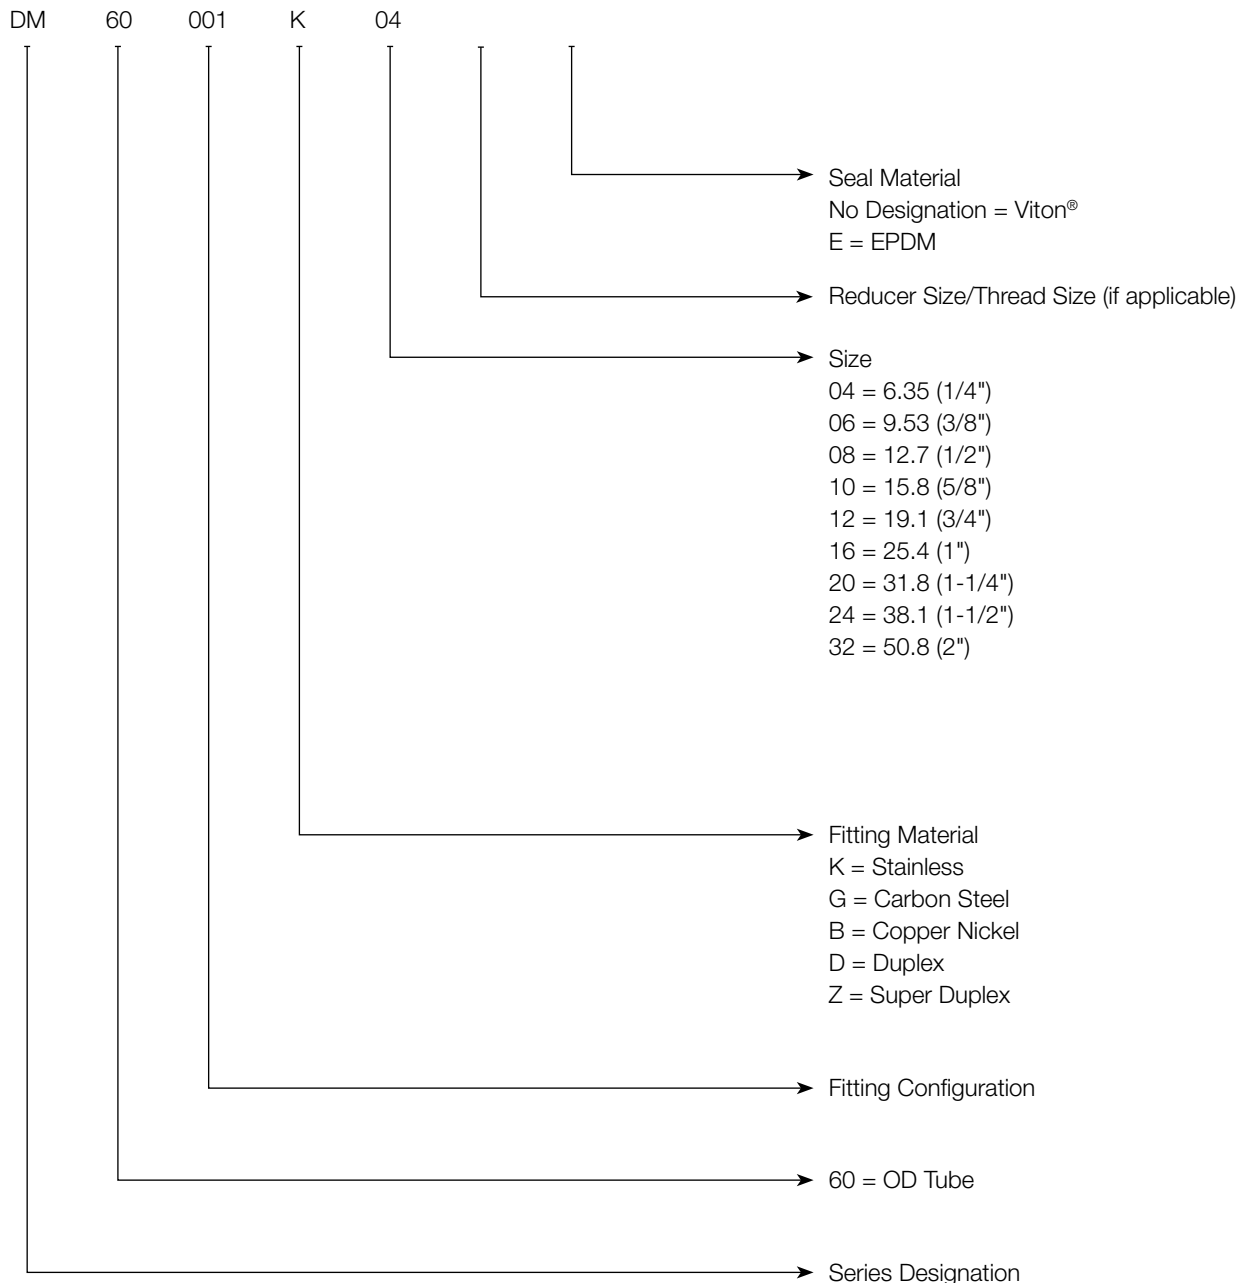 DM 60 001 K 04
Seal Material
No Designation = Viton®
E = EPDM
Reducer Size/Thread Size (if applicable)
Size
04 = 6.35 (1/4")
06 = 9.53 (3/8")
08 = 12.7 (1/2")
10 = 15.8 (5/8")
12 = 19.1 (3/4")
16 = 25.4 (1")
20 = 31.8 (1-1/4")
24 = 38.1 (1-1/2")
32 = 50.8 (2")
Fitting Material
K = Stainless
G = Carbon Steel
B = Copper Nickel
D = Duplex
Z = Super Duplex
Fitting Configuration
60 = OD Tube
Series Designation